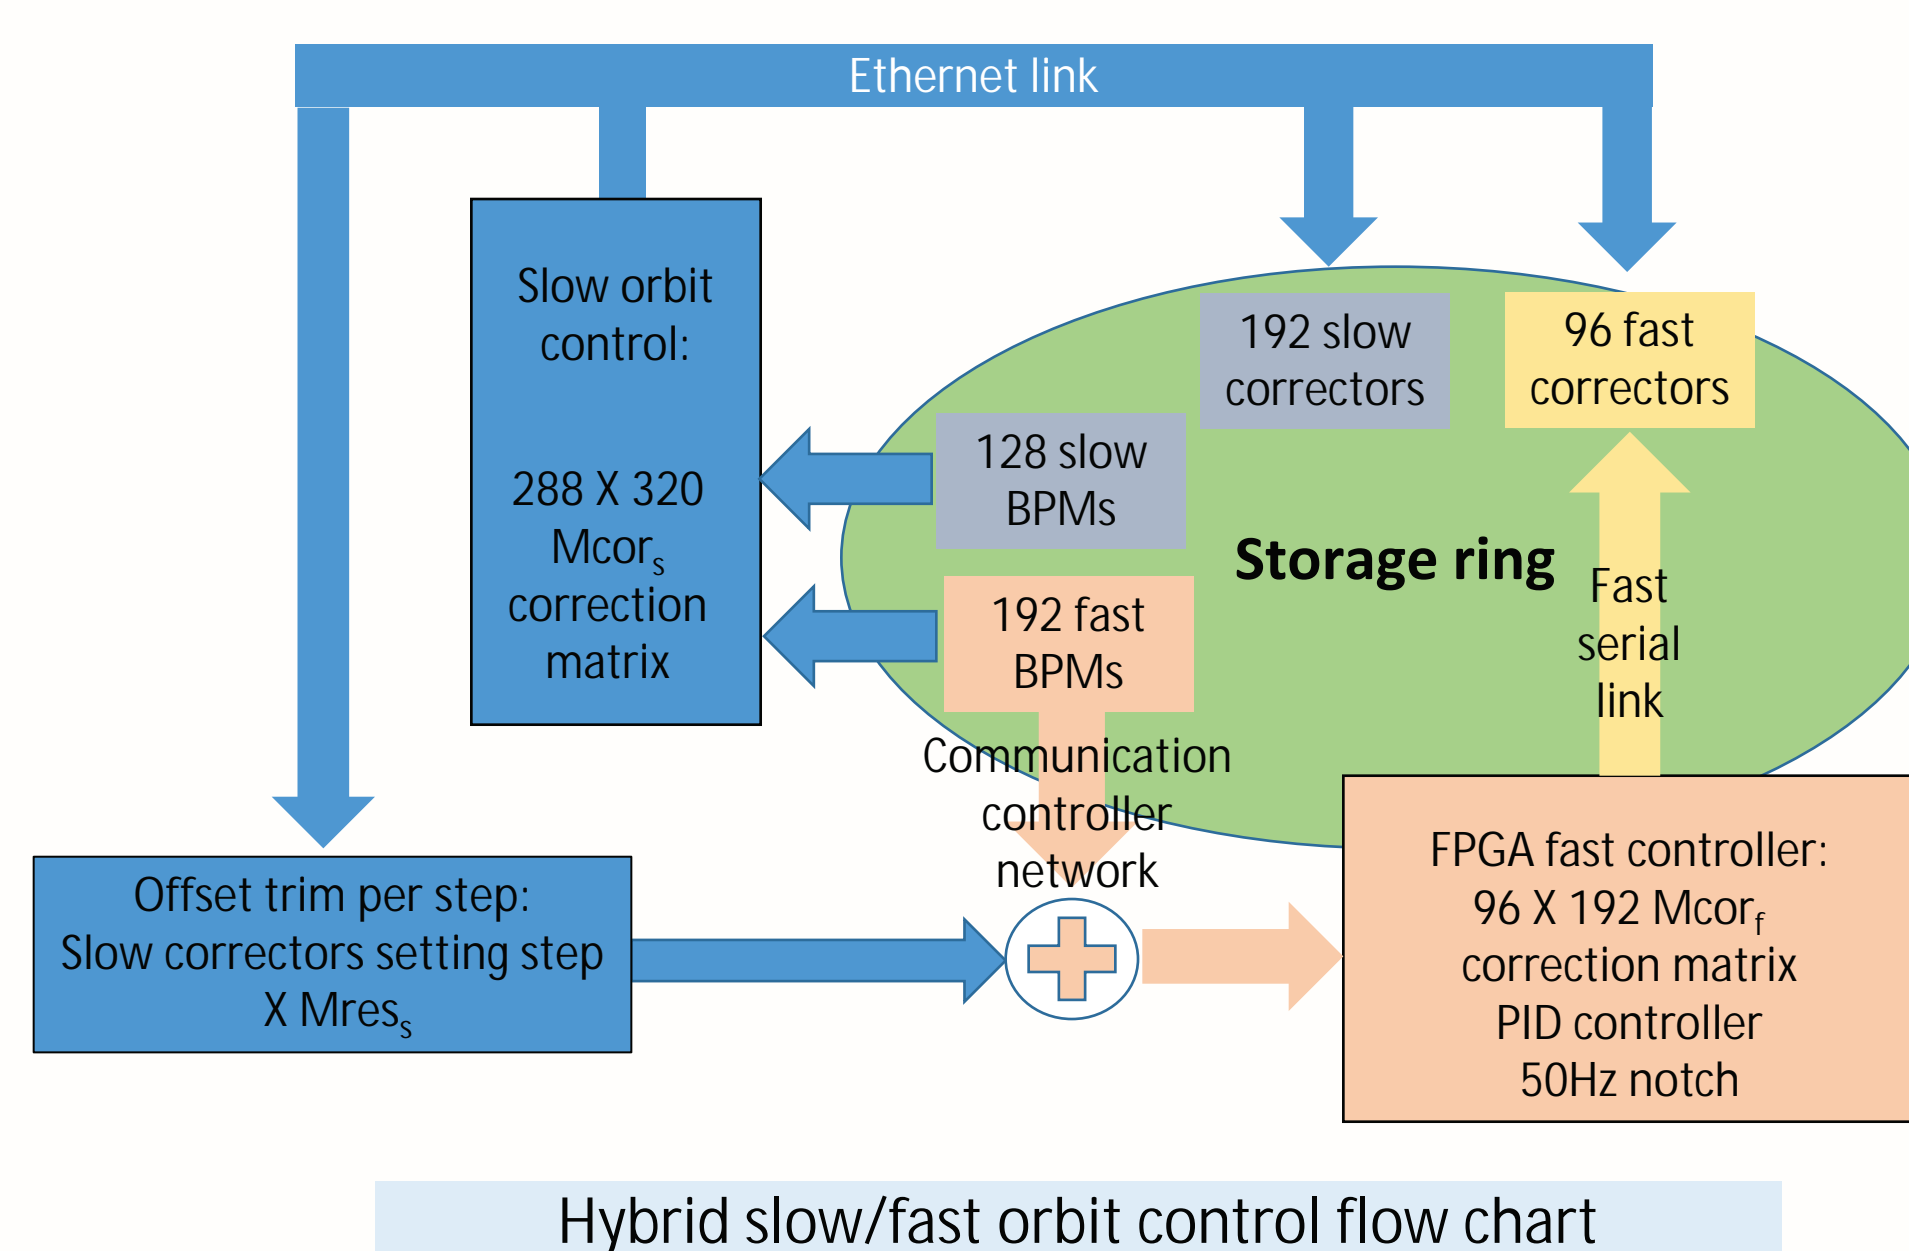 Ethernet link
Slow orbit
control:
288 X 320
Mcorₛ
correction
matrix
192 slow
correctors
96 fast
correctors
128 slow
BPMs
Storage ring
192 fast
BPMs
Fast
serial
link
Communication
controller
network
Offset trim per step:
Slow correctors setting step
X Mresₛ
FPGA fast controller:
96 X 192 Mcor_f
correction matrix
PID controller
50Hz notch
Hybrid slow/fast orbit control flow chart